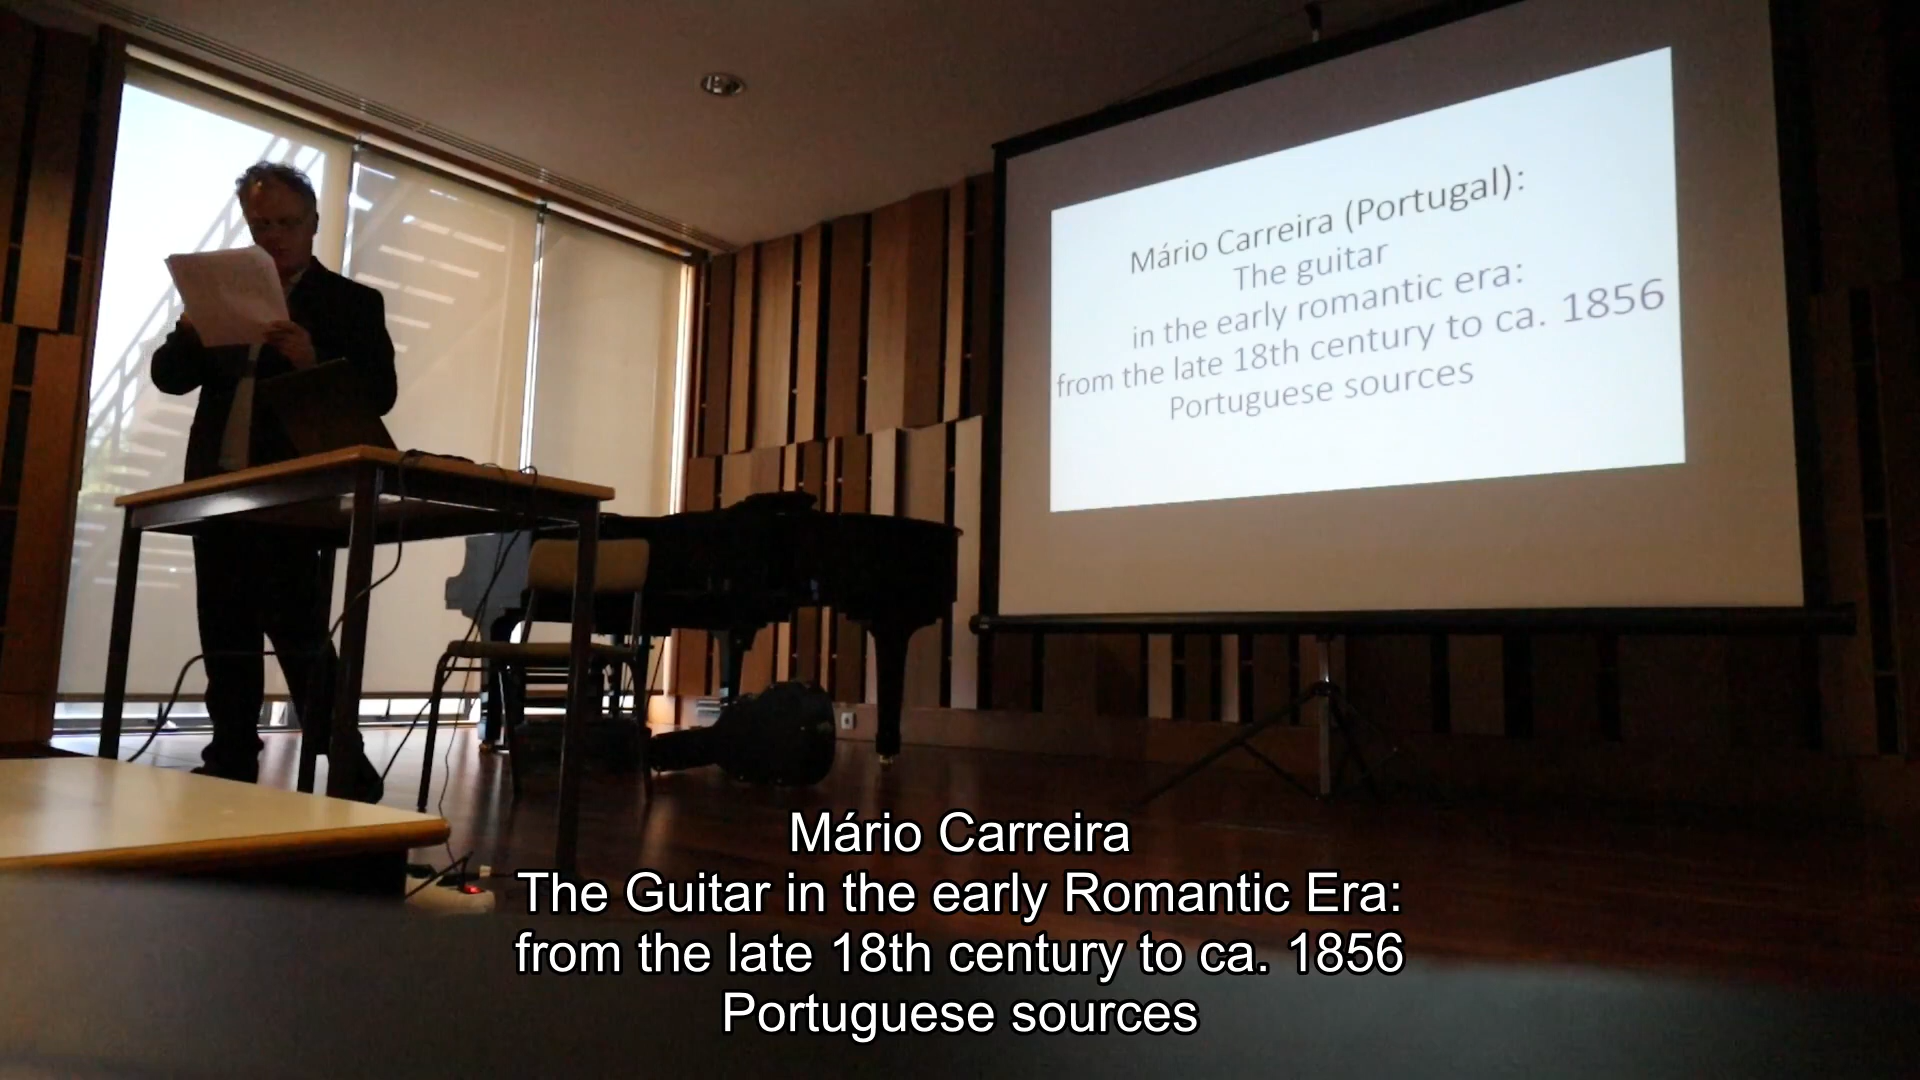 Mário Carreira (Portugal):
The guitar
in the early romantic era:
from the late 18th century to ca. 1856
Portuguese sources
Mário Carreira
The Guitar in the early Romantic Era:
from the late 18th century to ca. 1856
Portuguese sources